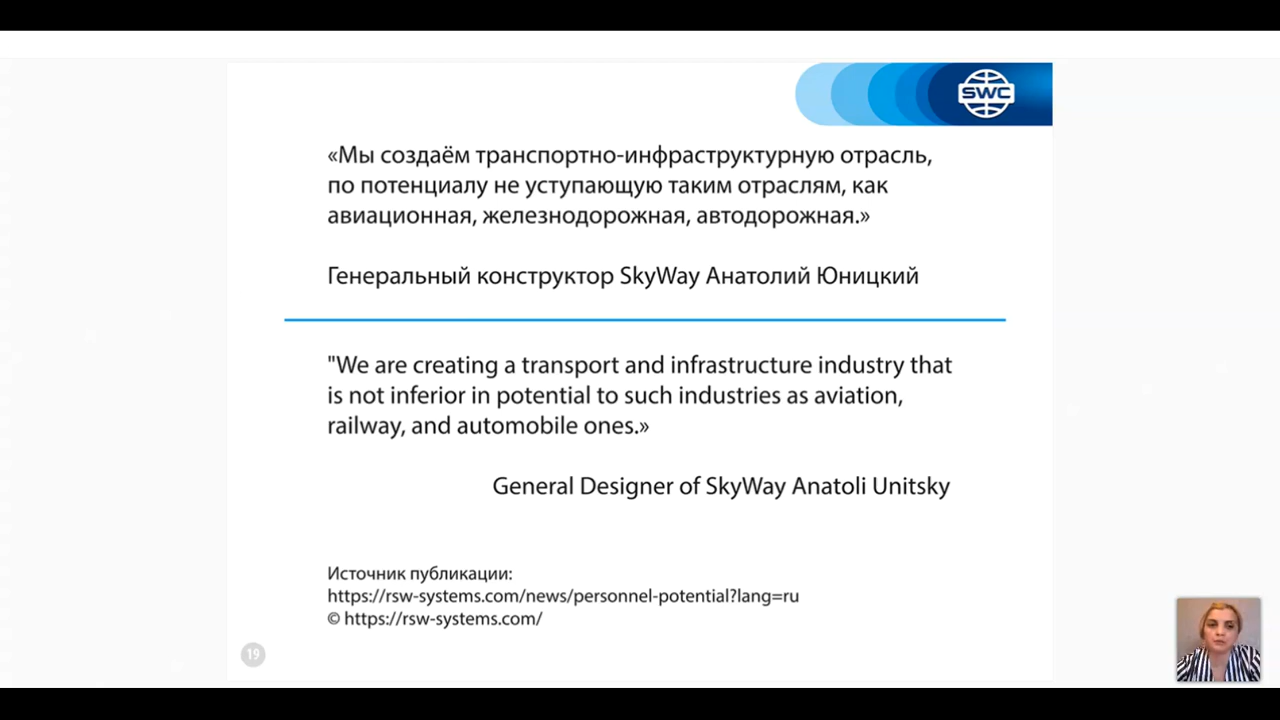 SWC
«Мы создаём транспортно-инфраструктурную отрасль,
по потенциалу не уступающую таким отраслям, как
авиационная, железнодорожная, автодорожная.»
Генеральный конструктор SkyWay Анатолий Юницкий
"We are creating a transport and infrastructure industry that
is not inferior in potential to such industries as aviation,
railway, and automobile ones.»
General Designer of SkyWay Anatoli Unitsky
Источник публикации:
https://rsw-systems.com/news/personnel-potential?lang=ru
© https://rsw-systems.com/
19